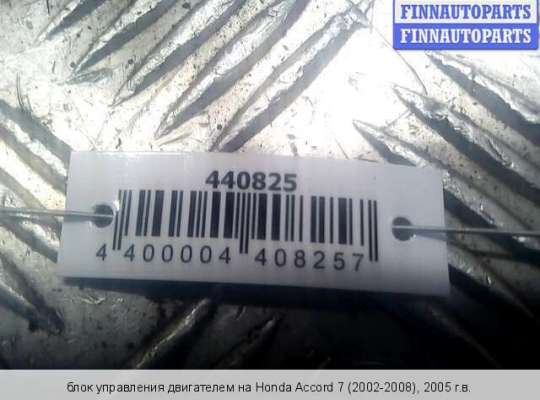 FINNAUTOPARTS
FINNAUTOPARTS
440825
4 400004 408257
блок управления двигателем на Honda Accord 7 (2002-2008), 2005 г.в.